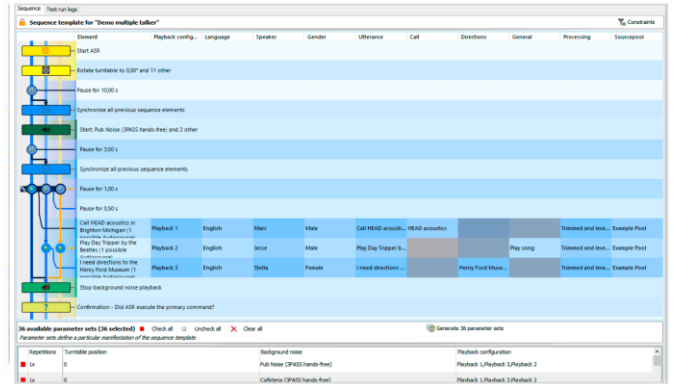 Sequence Test run logs
Sequence template for "Demo multiple talker" Constraints
Element Playback config... Language Speaker Gender Utterance Call Directions General Processing Sourcepool
Start ASR
Rotate turntable to 0,00° and 11 other
Pause for 10,00 s
Synchronize all previous sequence elements
Start: Pub Noise (3PASS hands-free) and 2 other
Pause for 3,00 s
Synchronize all previous sequence elements
Pause for 1,00 s
Pause for 0,50 s
Call HEAD acoustics in
Brighton Michigan (1
possible
Playback 1 English Marc Male Call HEAD acousti... HEAD acoustics Trimmed and leve... Example Pool
Play Day Tripper by the
Beatles (1 possible
Playback 2 English Jesse Male Play Day Tripper b... Play song Trimmed and leve... Example Pool
I need directions to the
Henry Ford Museum (1
Playback 3 English Female I need directions ... Henry Ford Muse... Trimmed and leve... Example Pool
Stop background noise playback
?
Confirmation - Did ASR execute the primary command?
36 available parameter sets (36 selected) Check all Uncheck all Clear all Generate 36 parameter sets
Parameter sets define a particular manifestation of the sequence template
Repetitions Turntable position Background noise Playback configuration
1x 0 Pub Noise (3PASS hands-free) Playback 1,Playback 3,Playback 2
1x 0 Cafeteria (3PASS hands-free) Playback 1,Playback 3,Playback 2